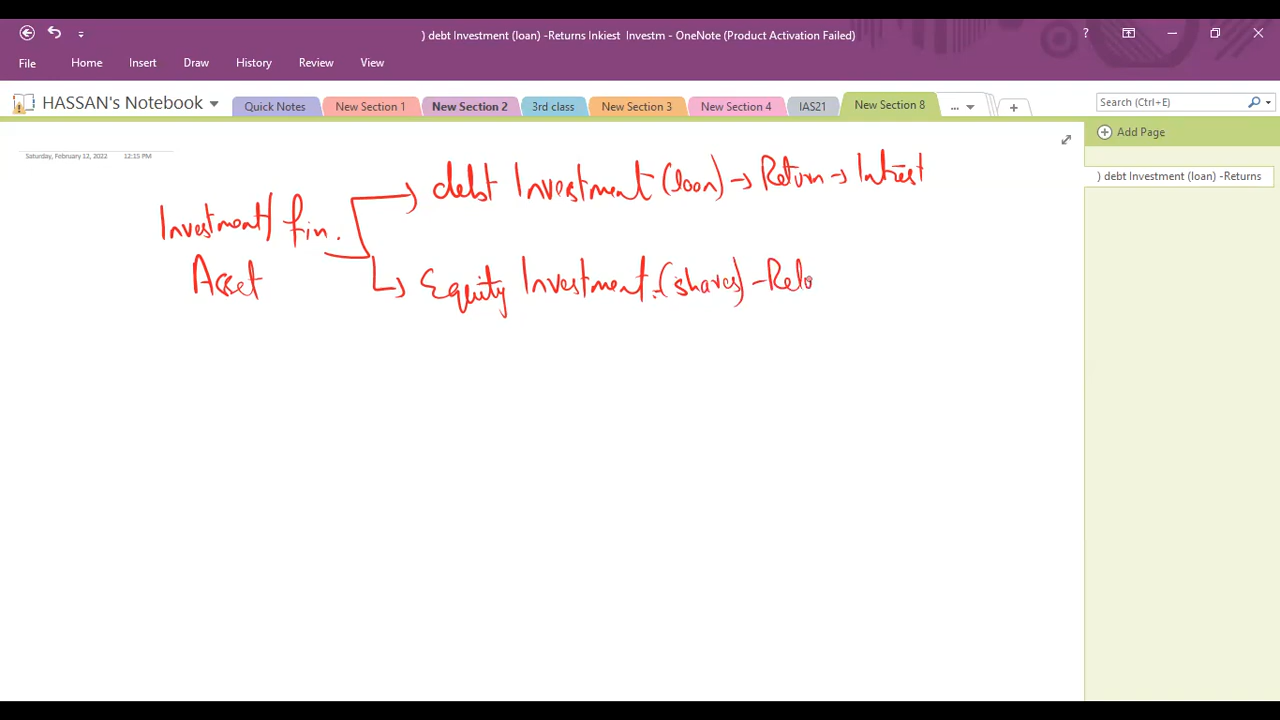 ) debt Investment (loan) -Returns Inkiest Investm - OneNote (Product Activation Failed)
?
File Home Insert Draw History Review View
HASSAN's Notebook Quick Notes New Section 1 New Section 2 3rd class New Section 3 New Section 4 IAS21 New Section 8 ... + Search (Ctrl+E)
Add Page
) debt Investment (loan) -Returns
Saturday, February 12, 2022 12:15 PM
debt Investment (loan) → Return → Intrest
Investment/ fin.
Asset
Equity Investment. (shares) -Reto